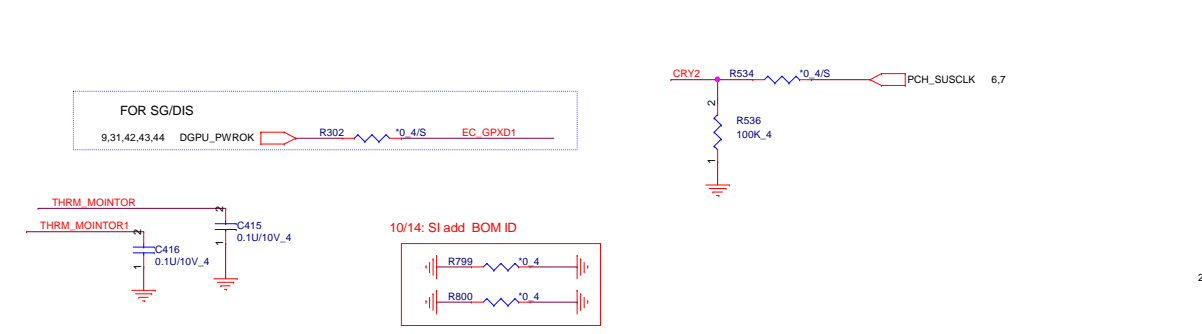 CRY2 R534 *0_4/S PCH_SUSCLK 6,7
2
R536
100K_4
1
FOR SG/DIS
9,31,42,43,44 DGPU_PWROK R302 *0_4/S EC_GPXD1
THRM_MOINTOR
2
C415
0.1U/10V_4
1
THRM_MOINTOR1
2
C416
0.1U/10V_4
1
10/14: SI add BOM ID
R799 *0_4
R800 *0_4
2